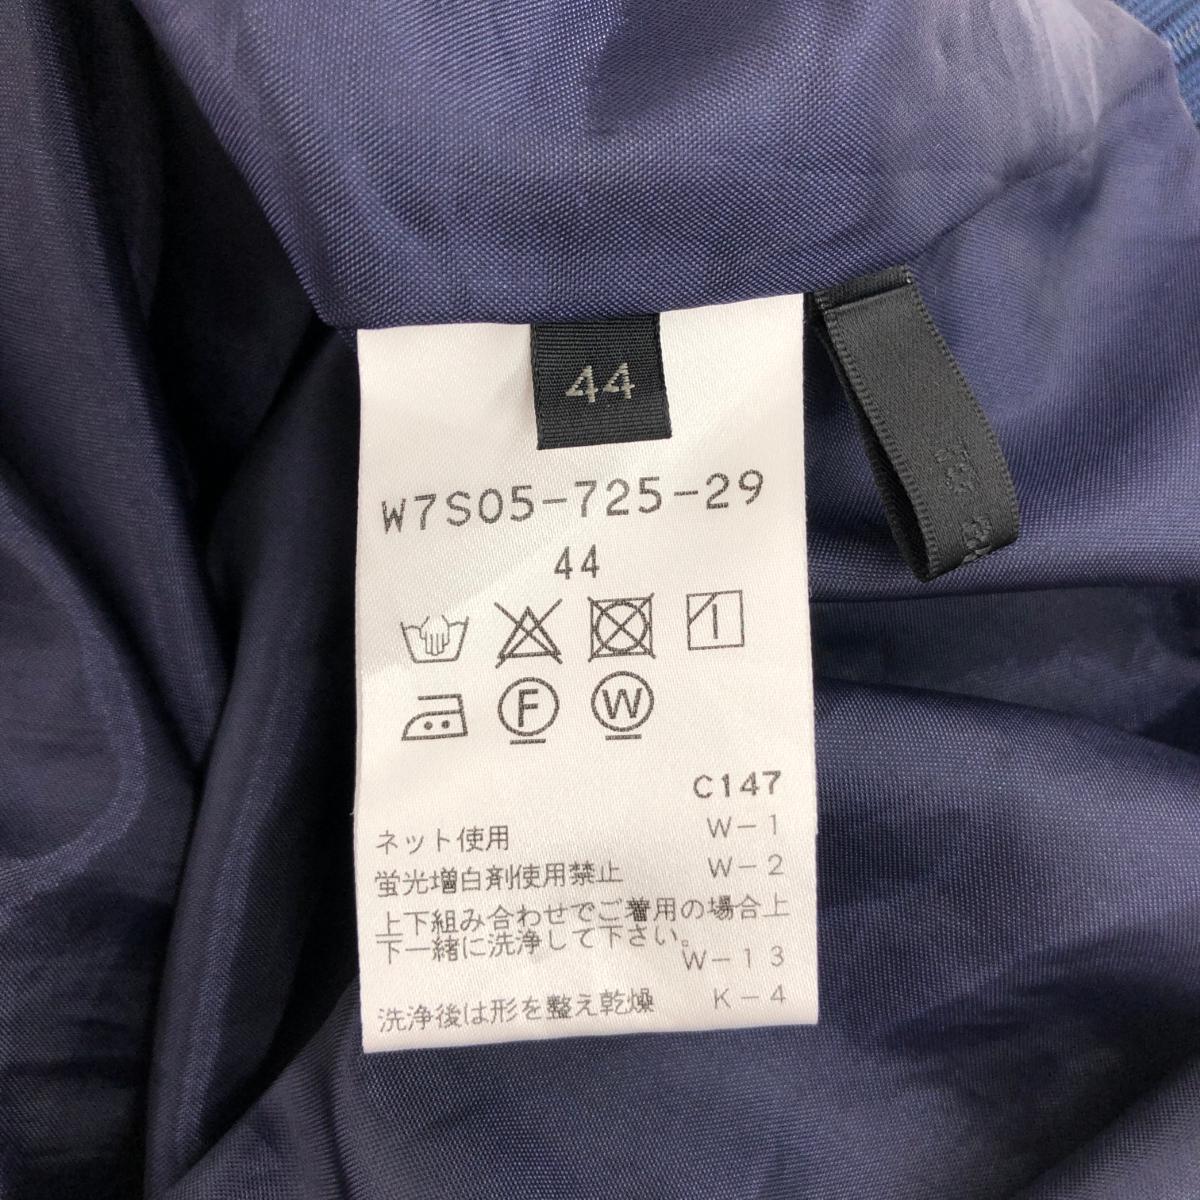 44
W7S05-725-29
44
F W
C147
ネット使用 W-1
蛍光増白剤使用禁止 W-2
上下組み合わせでご着用の場合上
下一緒に洗浄して下さい。
W-13
洗浄後は形を整え乾燥 K-4